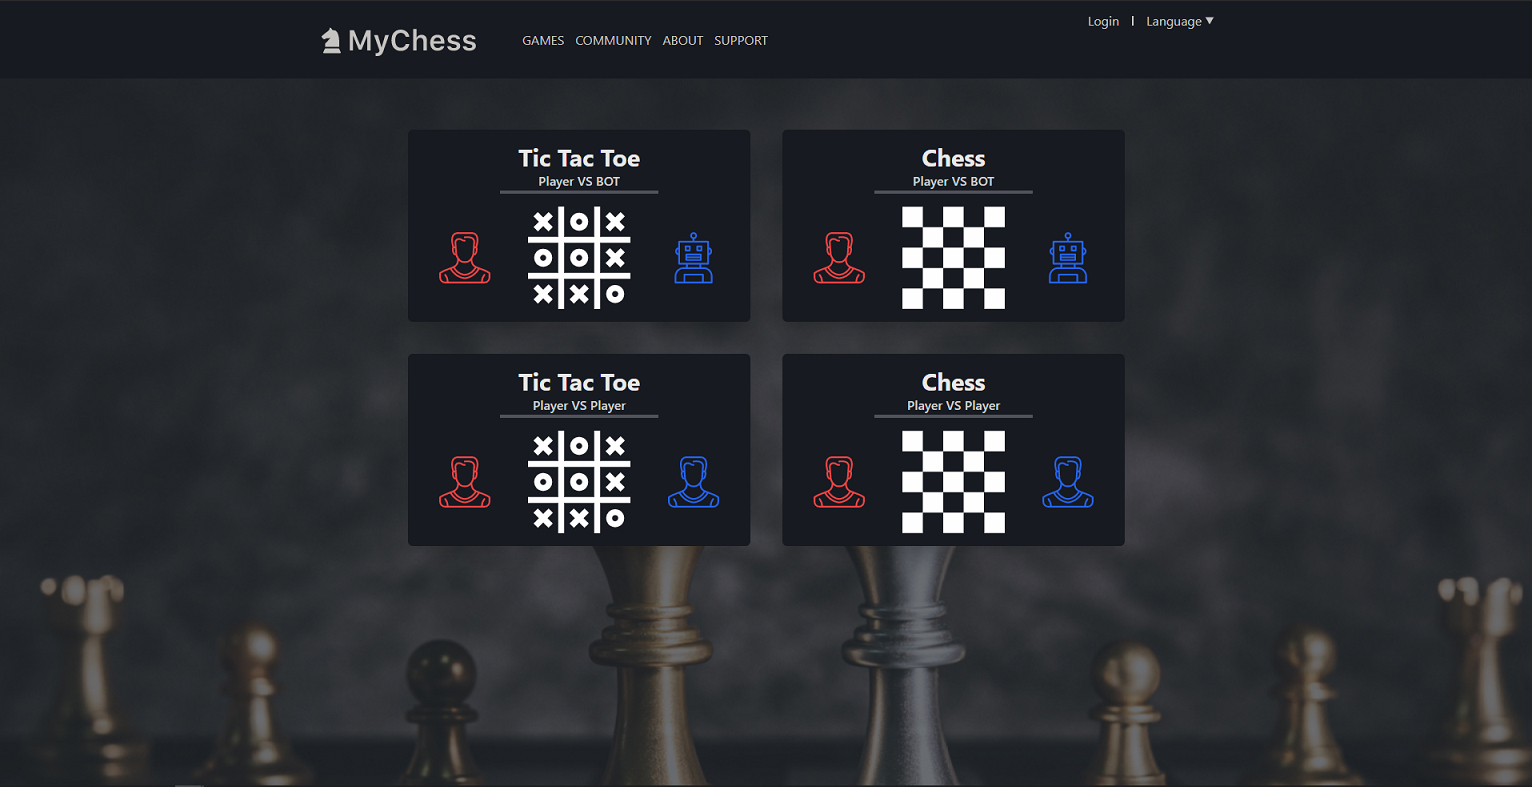 Login | Language ▼
MyChess GAMES COMMUNITY ABOUT SUPPORT
Tic Tac Toe
Player VS BOT
Chess
Player VS BOT
Tic Tac Toe
Player VS Player
Chess
Player VS Player